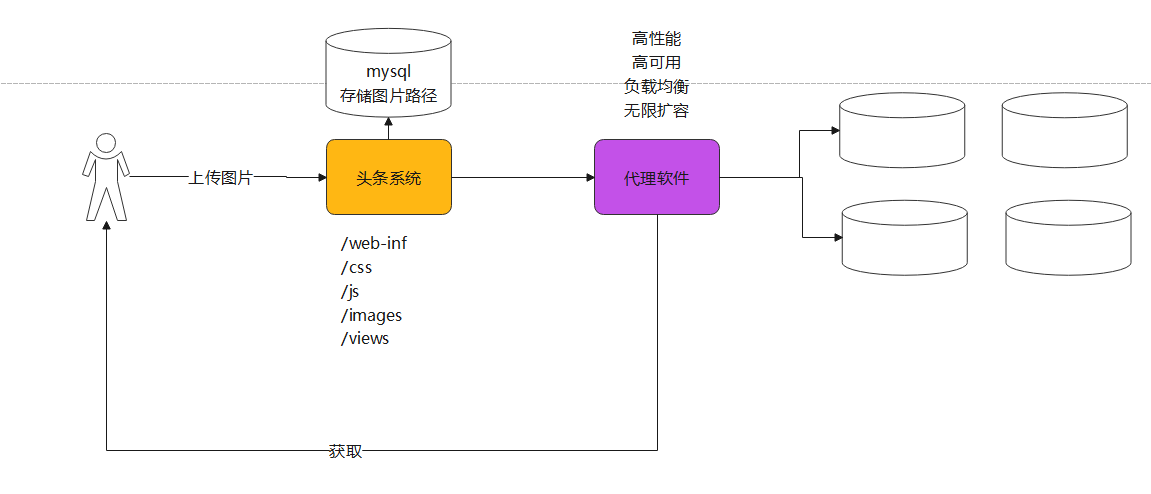 mysql
存储图片路径
高性能
高可用
负载均衡
无限扩容
上传图片
头条系统
代理软件
/web-inf
/css
/js
/images
/views
获取